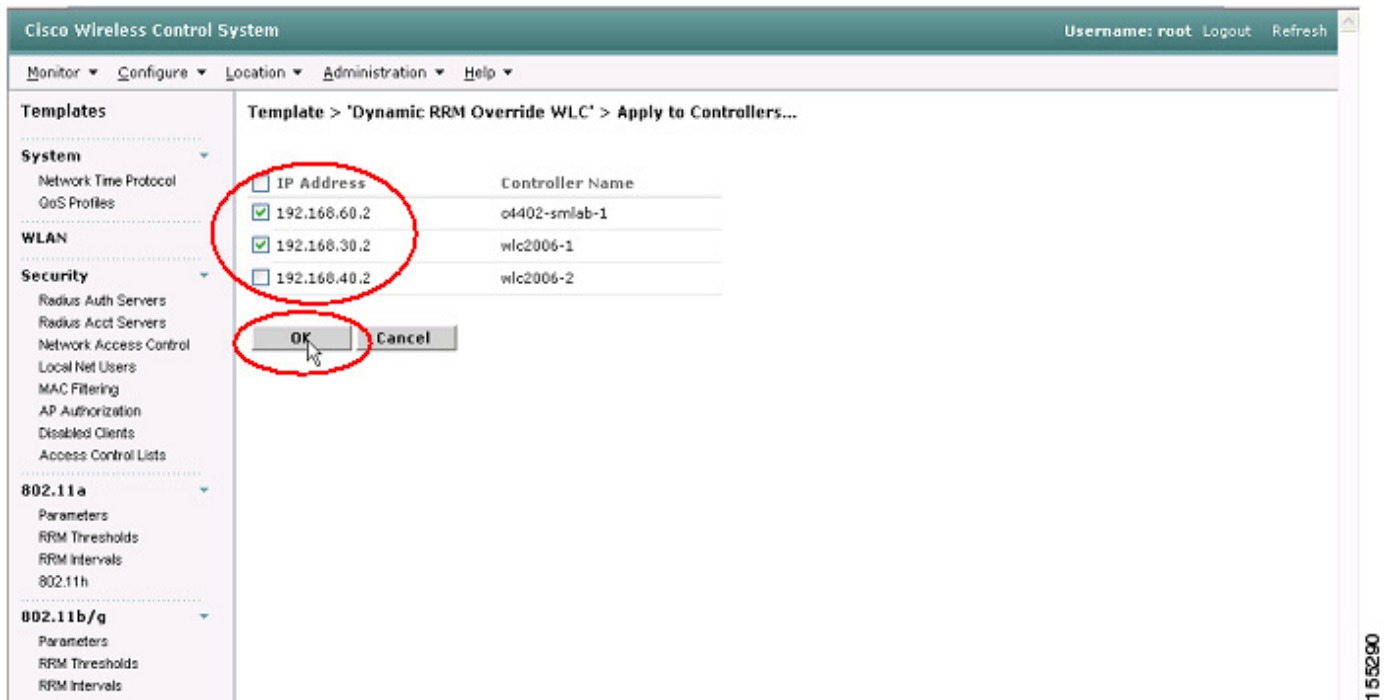 Cisco Wireless Control System
Username: root Logout Refresh
Monitor Configure Location Administration Help
Templates
System
Network Time Protocol
QoS Profiles
WLAN
Security
Radius Auth Servers
Radius Acct Servers
Network Access Control
Local Net Users
MAC Filtering
AP Authorization
Disabled Clients
Access Control Lists
802.11a
Parameters
RRM Thresholds
RRM Intervals
802.11h
802.11b/g
Parameters
RRM Thresholds
RRM Intervals
Template > 'Dynamic RRM Override WLC' > Apply to Controllers...
IP Address Controller Name
192.168.60.2 c4402-smlab-1
192.168.30.2 wlc2006-1
192.168.40.2 wlc2006-2
OK Cancel
155290